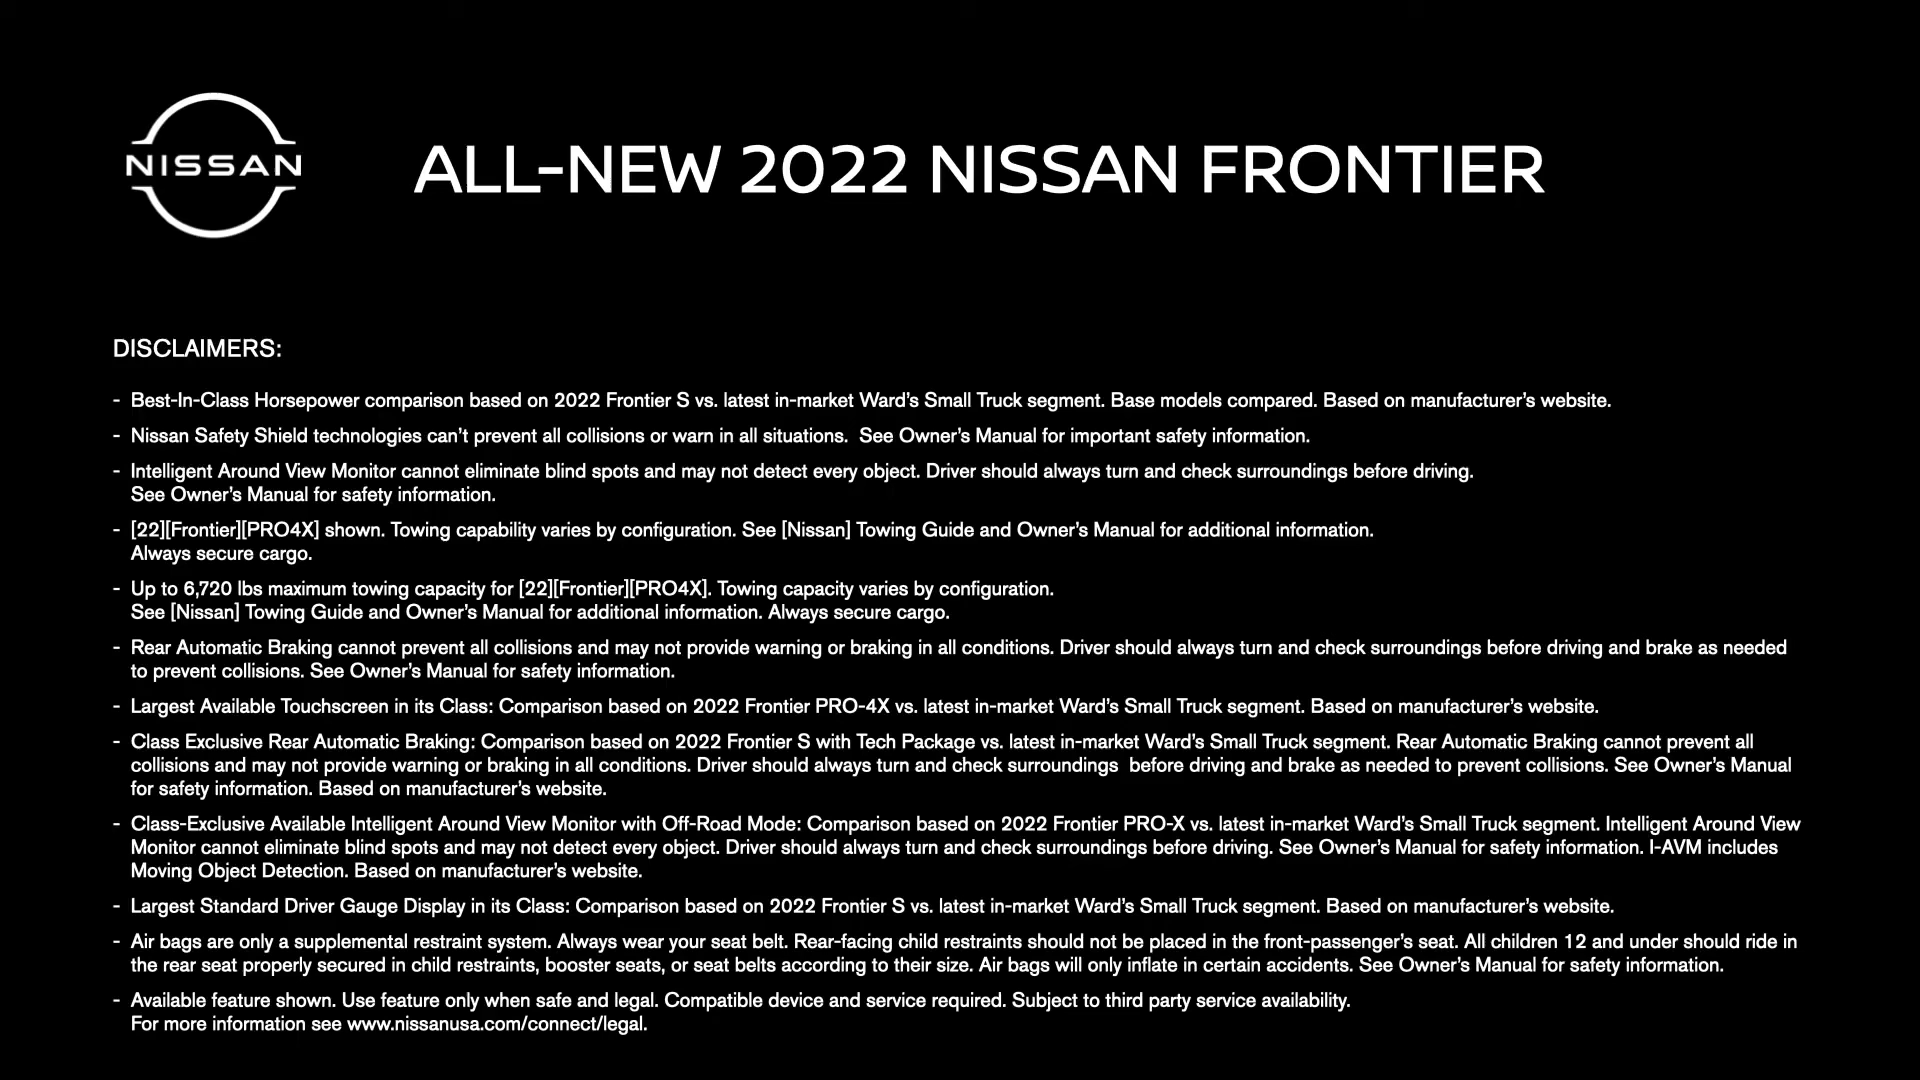 NISSAN
ALL-NEW 2022 NISSAN FRONTIER
DISCLAIMERS:
- Best-In-Class Horsepower comparison based on 2022 Frontier S vs. latest in-market Ward’s Small Truck segment. Base models compared. Based on manufacturer’s website.
- Nissan Safety Shield technologies can’t prevent all collisions or warn in all situations.  See Owner’s Manual for important safety information.
- Intelligent Around View Monitor cannot eliminate blind spots and may not detect every object. Driver should always turn and check surroundings before driving.
See Owner’s Manual for safety information.
- [22][Frontier][PRO4X] shown. Towing capability varies by configuration. See [Nissan] Towing Guide and Owner’s Manual for additional information.
Always secure cargo.
- Up to 6,720 lbs maximum towing capacity for [22][Frontier][PRO4X]. Towing capacity varies by configuration.
See [Nissan] Towing Guide and Owner’s Manual for additional information. Always secure cargo.
- Rear Automatic Braking cannot prevent all collisions and may not provide warning or braking in all conditions. Driver should always turn and check surroundings before driving and brake as needed
to prevent collisions. See Owner’s Manual for safety information.
- Largest Available Touchscreen in its Class: Comparison based on 2022 Frontier PRO-4X vs. latest in-market Ward’s Small Truck segment. Based on manufacturer’s website.
- Class Exclusive Rear Automatic Braking: Comparison based on 2022 Frontier S with Tech Package vs. latest in-market Ward’s Small Truck segment. Rear Automatic Braking cannot prevent all
collisions and may not provide warning or braking in all conditions. Driver should always turn and check surroundings  before driving and brake as needed to prevent collisions. See Owner’s Manual
for safety information. Based on manufacturer’s website.
- Class-Exclusive Available Intelligent Around View Monitor with Off-Road Mode: Comparison based on 2022 Frontier PRO-X vs. latest in-market Ward’s Small Truck segment. Intelligent Around View
Monitor cannot eliminate blind spots and may not detect every object. Driver should always turn and check surroundings before driving. See Owner’s Manual for safety information. I-AVM includes
Moving Object Detection. Based on manufacturer’s website.
- Largest Standard Driver Gauge Display in its Class: Comparison based on 2022 Frontier S vs. latest in-market Ward’s Small Truck segment. Based on manufacturer’s website.
- Air bags are only a supplemental restraint system. Always wear your seat belt. Rear-facing child restraints should not be placed in the front-passenger’s seat. All children 12 and under should ride in
the rear seat properly secured in child restraints, booster seats, or seat belts according to their size. Air bags will only inflate in certain accidents. See Owner’s Manual for safety information.
- Available feature shown. Use feature only when safe and legal. Compatible device and service required. Subject to third party service availability.
For more information see www.nissanusa.com/connect/legal.